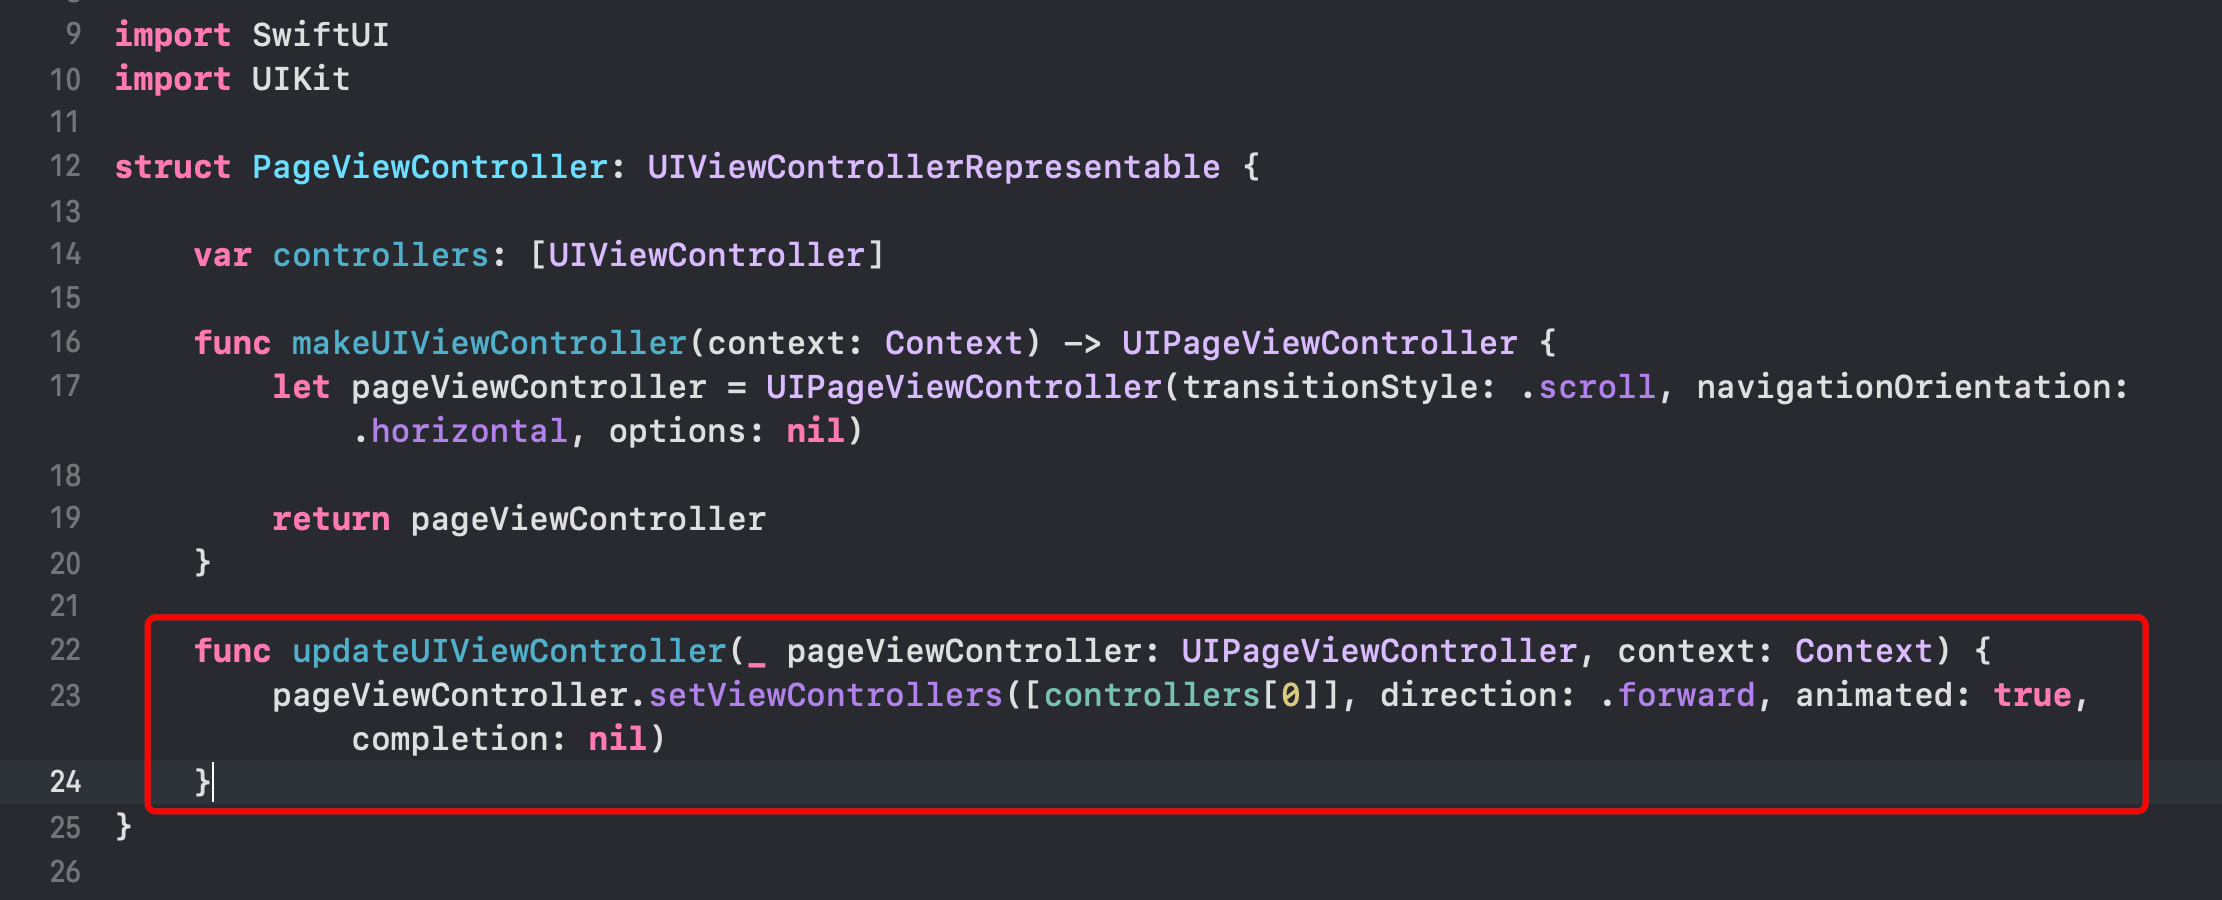 9 import SwiftUI
10 import UIKit
11
12 struct PageViewController: UIViewControllerRepresentable {
13
14 var controllers: [UIViewController]
15
16 func makeUIViewController(context: Context) -> UIPageViewController {
17 let pageViewController = UIPageViewController(transitionStyle: .scroll, navigationOrientation:
.horizontal, options: nil)
18
19 return pageViewController
20 }
21
22 func updateUIViewController(_ pageViewController: UIPageViewController, context: Context) {
23 pageViewController.setViewControllers([controllers[0]], direction: .forward, animated: true,
completion: nil)
24 }
25 }
26